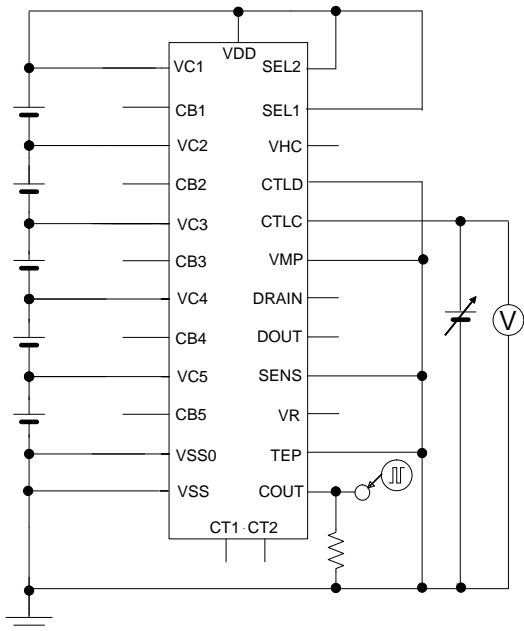 VDD
VC1 SEL2
CB1 SEL1
VC2 VHC
CB2 CTLD
VC3 CTLC
CB3 VMP
VC4 DRAIN
CB4 DOUT
VC5 SENS
CB5 VR
VSS0 TEP
VSS COUT
CT1 CT2
V